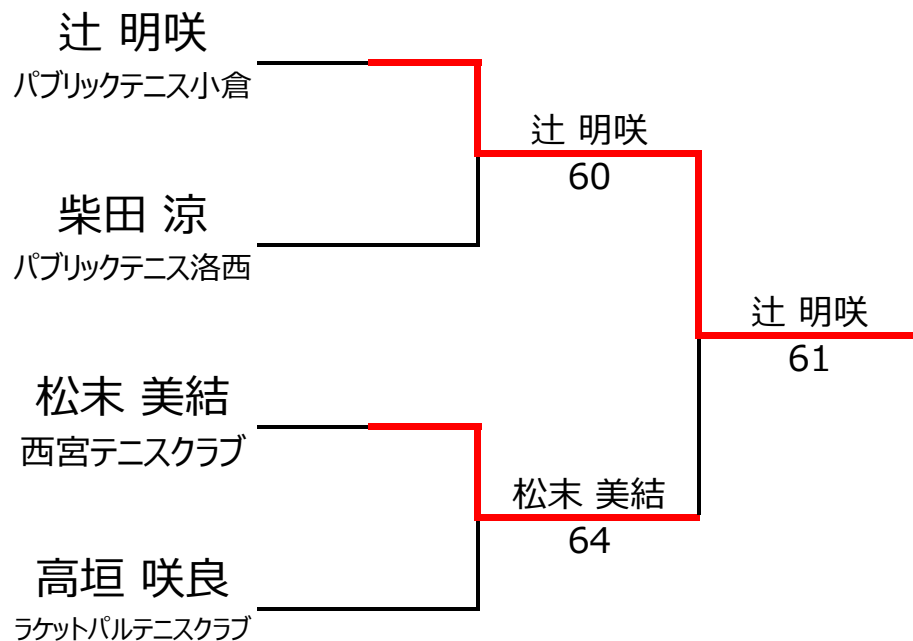 辻 明咲
パブリックテニス小倉
辻 明咲
60
柴田 涼
パブリックテニス洛西
辻 明咲
61
松末 美結
西宮テニスクラブ
松末 美結
64
高垣 咲良
ラケットパルテニスクラブ